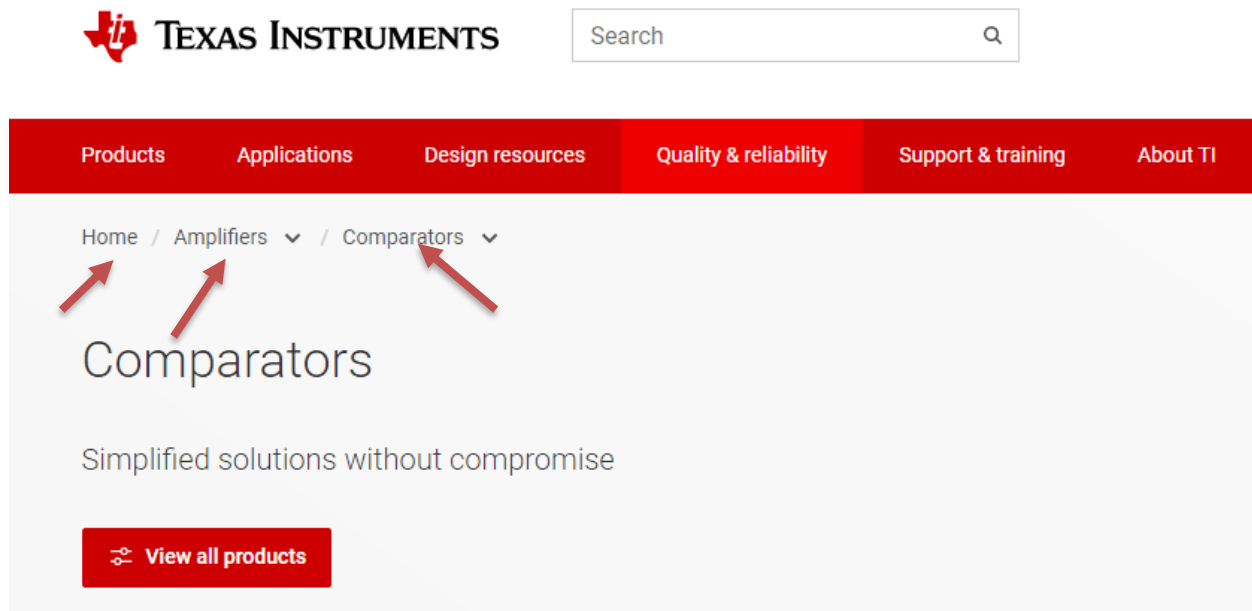 TEXAS INSTRUMENTS
Search
Products Applications Design resources Quality & reliability Support & training About TI
Home / Amplifiers / Comparators
Comparators
Simplified solutions without compromise
View all products